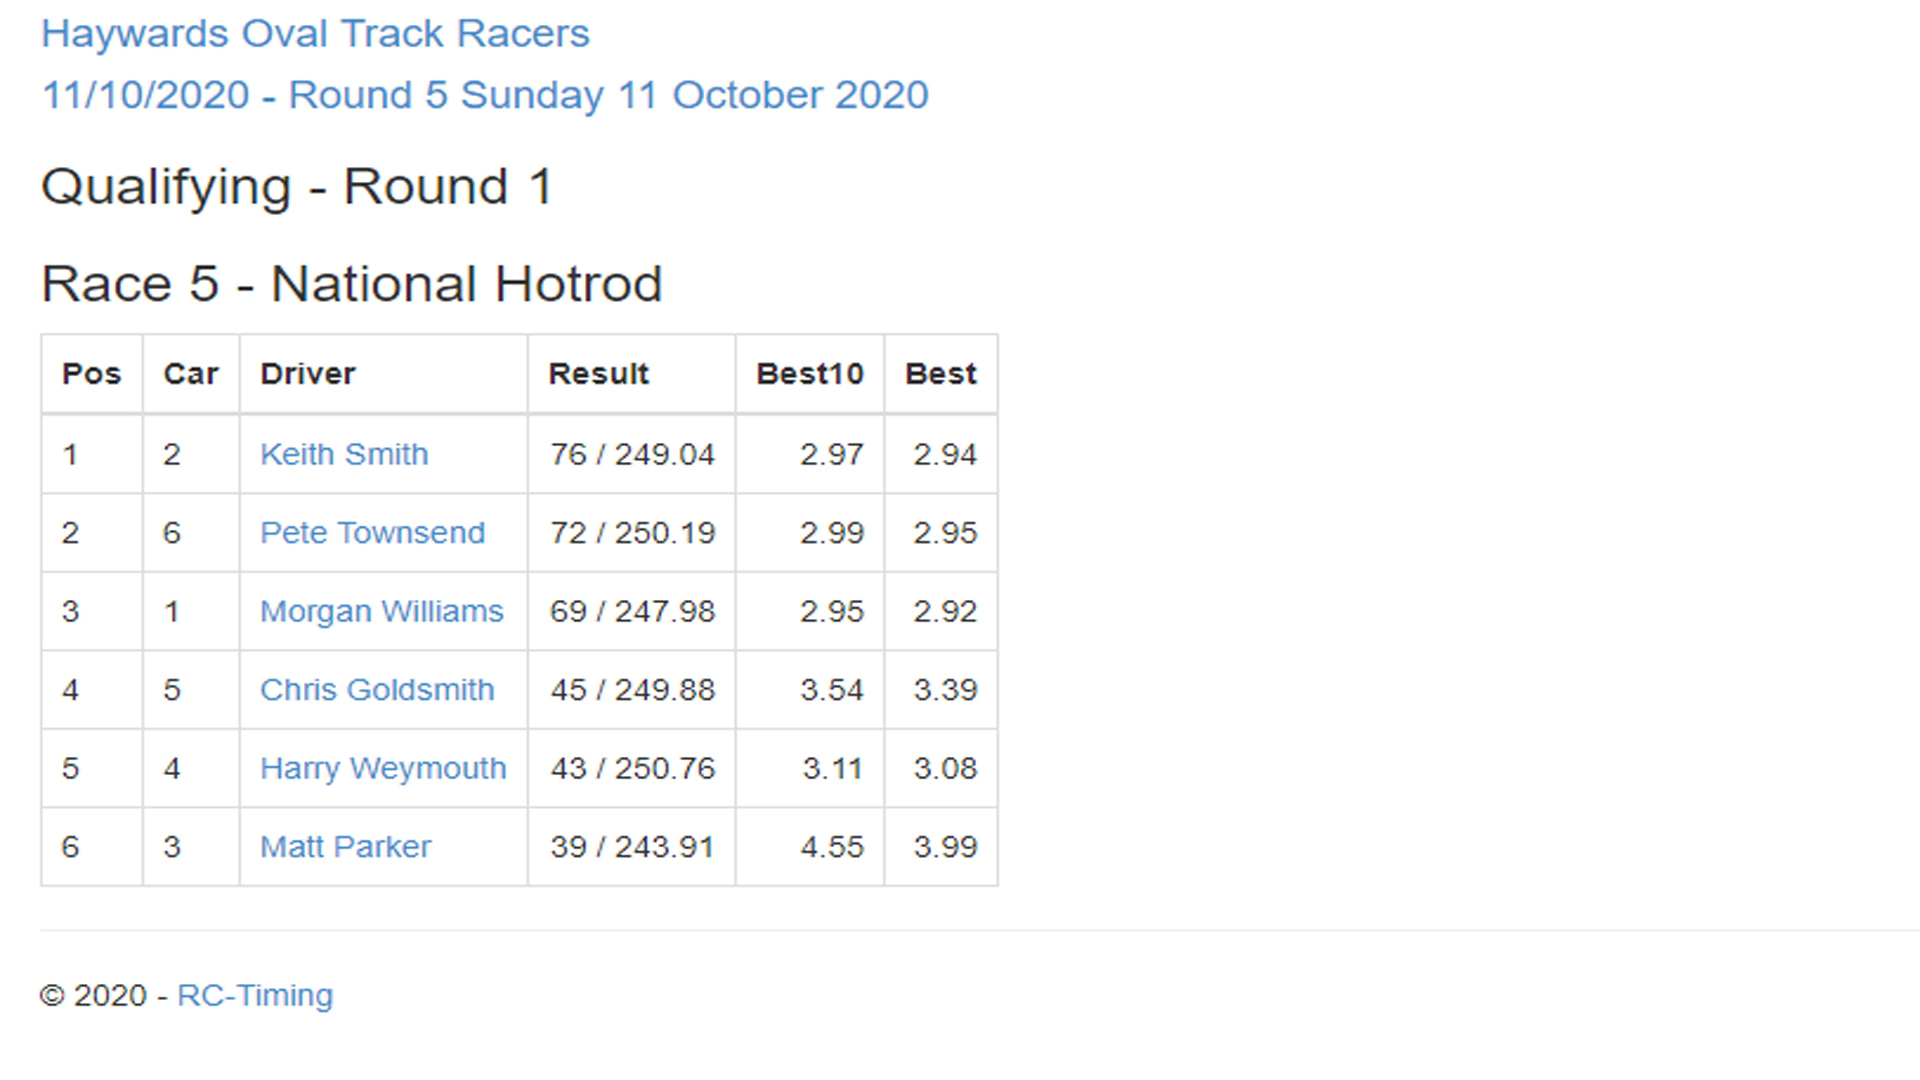 Haywards Oval Track Racers
11/10/2020 - Round 5 Sunday 11 October 2020
Qualifying - Round 1
Race 5 - National Hotrod
Pos Car Driver Result Best10 Best
1 2 Keith Smith 76 / 249.04 2.97 2.94
2 6 Pete Townsend 72 / 250.19 2.99 2.95
3 1 Morgan Williams 69 / 247.98 2.95 2.92
4 5 Chris Goldsmith 45 / 249.88 3.54 3.39
5 4 Harry Weymouth 43 / 250.76 3.11 3.08
6 3 Matt Parker 39 / 243.91 4.55 3.99
© 2020 - RC-Timing